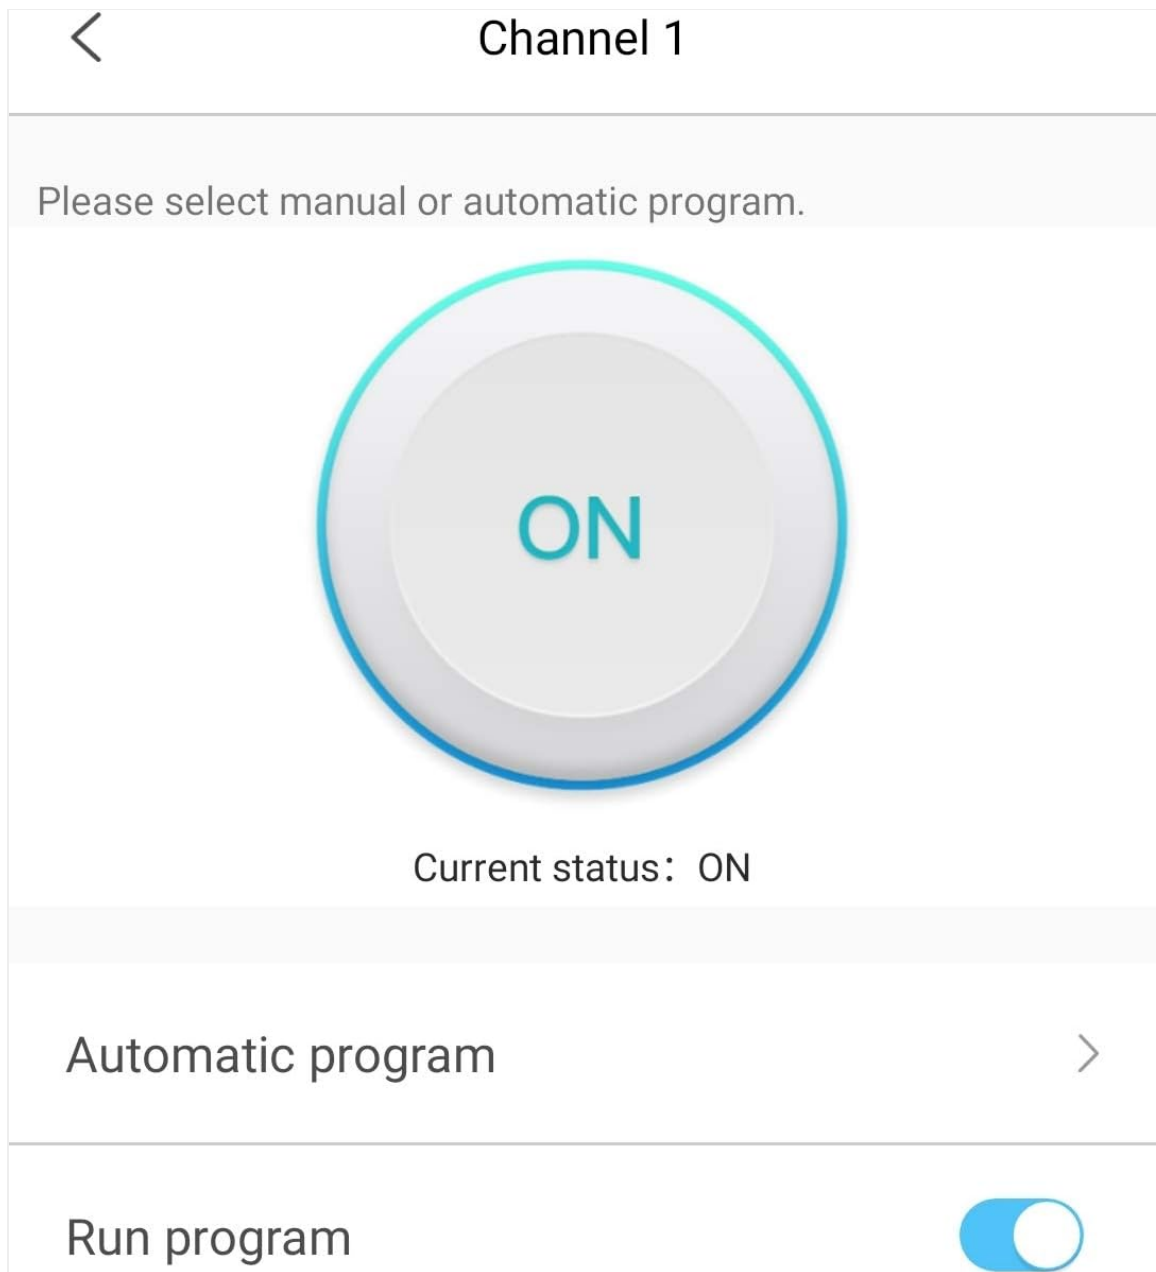 Channel 1
Please select manual or automatic program.
ON
Current status：ON
Automatic program
Run program